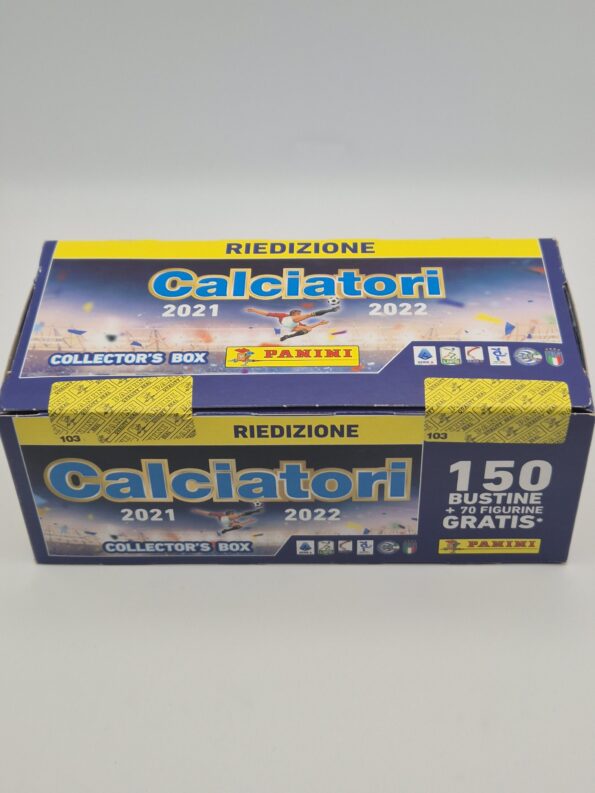 RIEDIZIONE
Calciatori
2021 2022
COLLECTOR'S BOX
PANINI
103
103
RIEDIZIONE
Calciatori
2021 2022
COLLECTOR'S BOX
150
BUSTINE
+ 70 FIGURINE
GRATIS*
PANINI